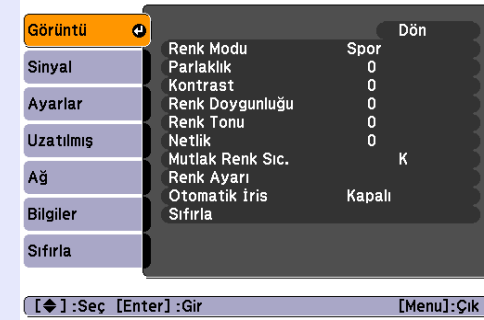 Görüntü
Sinyal
Ayarlar
Uzatılmış
Ağ
Bilgiler
Sıfırla
Dön
Renk Modu Spor
Parlaklık 0
Kontrast 0
Renk Doygunluğu 0
Renk Tonu 0
Netlik 0
Mutlak Renk Sıc. K
Renk Ayarı
Otomatik İris Kapalı
Sıfırla
[◆] :Seç [Enter] :Gir [Menu]:Çık